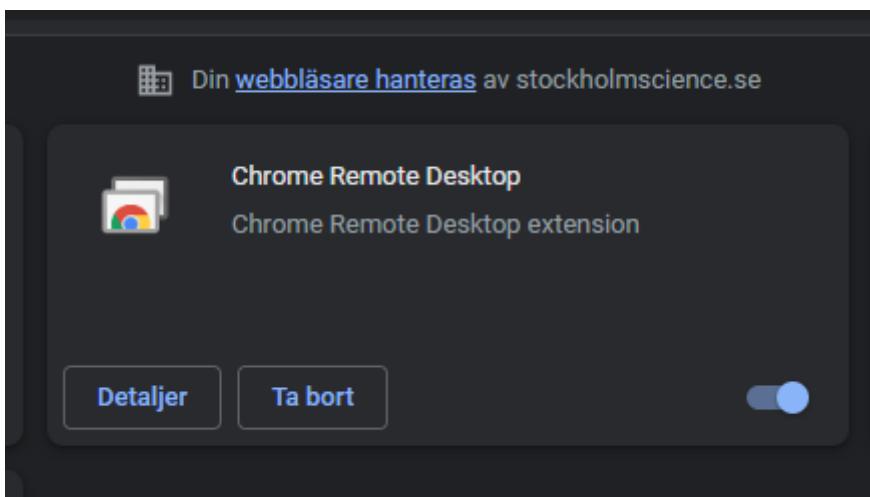 Din webbläsare hanteras av stockholmscience.se
Chrome Remote Desktop
Chrome Remote Desktop extension
Detaljer
Ta bort